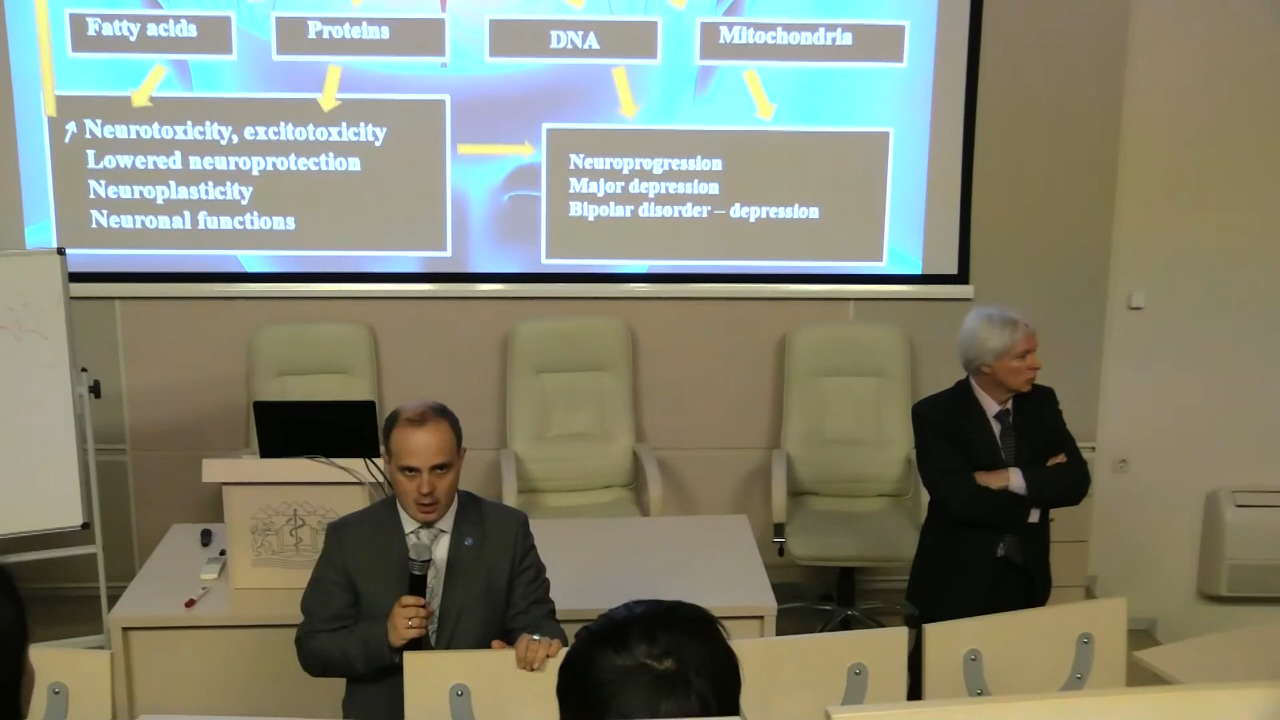 Fatty acids
Proteins
DNA
Mitochondria
Neurotoxicity, excitotoxicity
Lowered neuroprotection
Neuroplasticity
Neuronal functions
Neuroprogression
Major depression
Bipolar disorder – depression